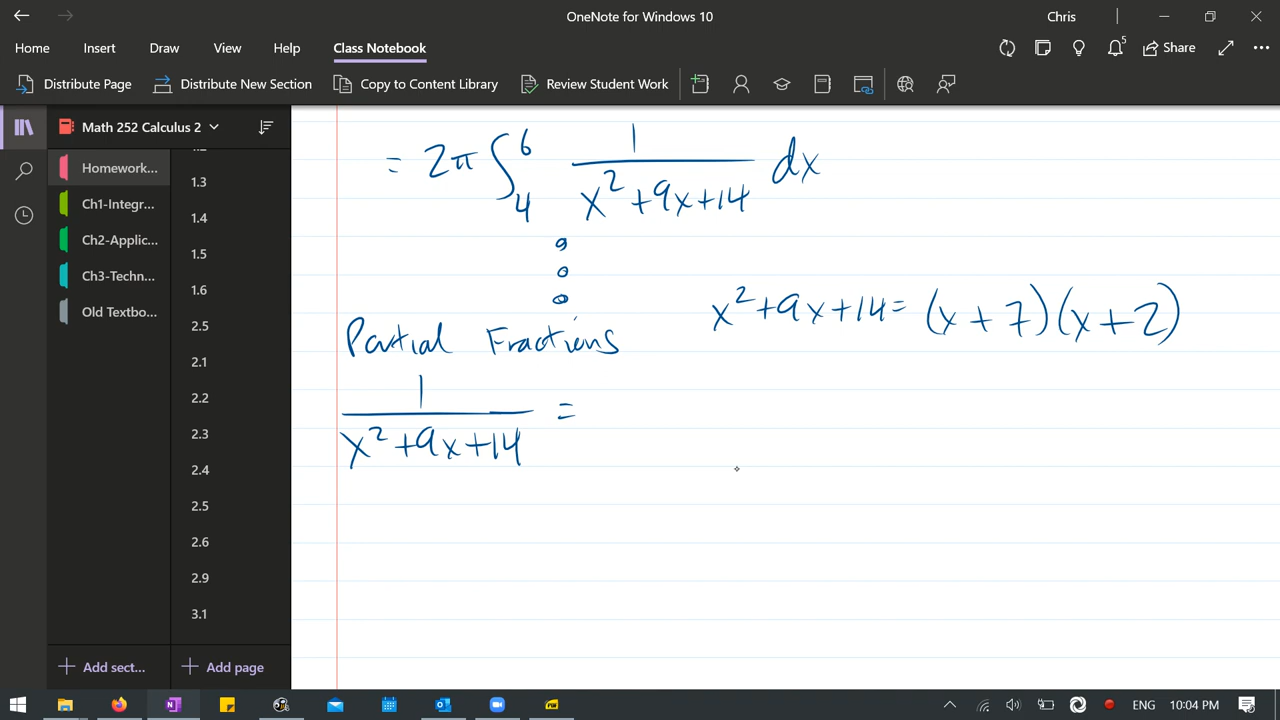 OneNote for Windows 10
Chris
Home Insert Draw View Help Class Notebook
5
Share
Distribute Page Distribute New Section Copy to Content Library Review Student Work
Math 252 Calculus 2
Homework...
Ch1-Integr...
Ch2-Applic...
Ch3-Techn...
Old Textbo...
1.3
1.4
1.5
1.6
2.5
2.1
2.2
2.3
2.4
2.5
2.6
2.9
3.1
Add sect...
Add page
= 2π ∫₄⁶ 1/(x²+9x+14) dx
x²+9x+14 = (x+7)(x+2)
Partial Fractions
1/(x²+9x+14) =
ENG 10:04 PM